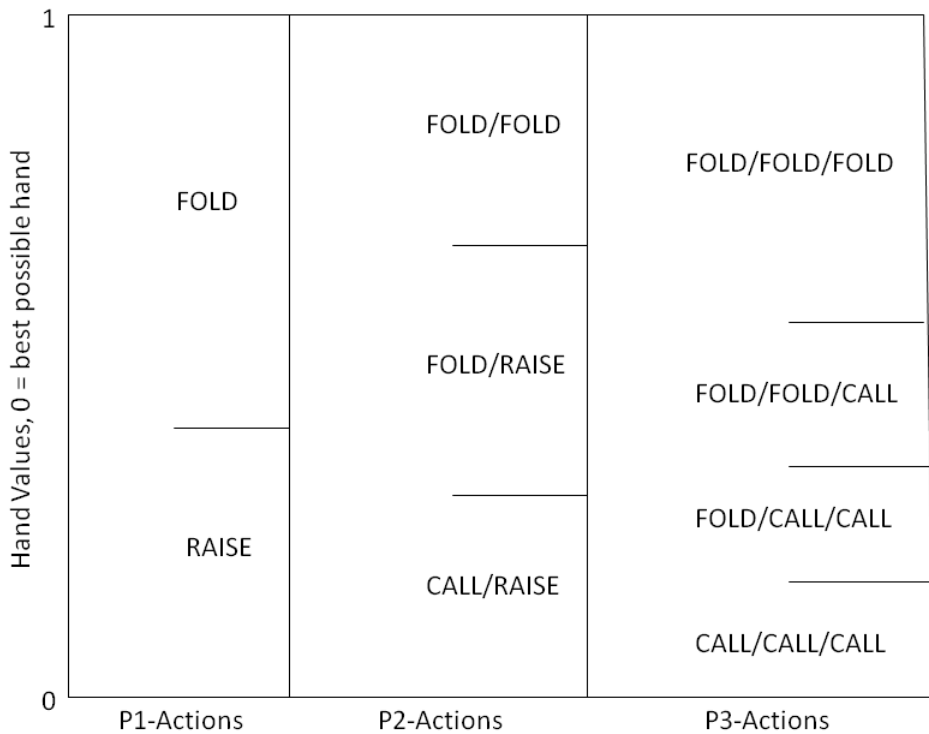 1
Hand Values, 0 = best possible hand
0
FOLD
RAISE
P1-Actions
FOLD/FOLD
FOLD/RAISE
CALL/RAISE
P2-Actions
FOLD/FOLD/FOLD
FOLD/FOLD/CALL
FOLD/CALL/CALL
CALL/CALL/CALL
P3-Actions